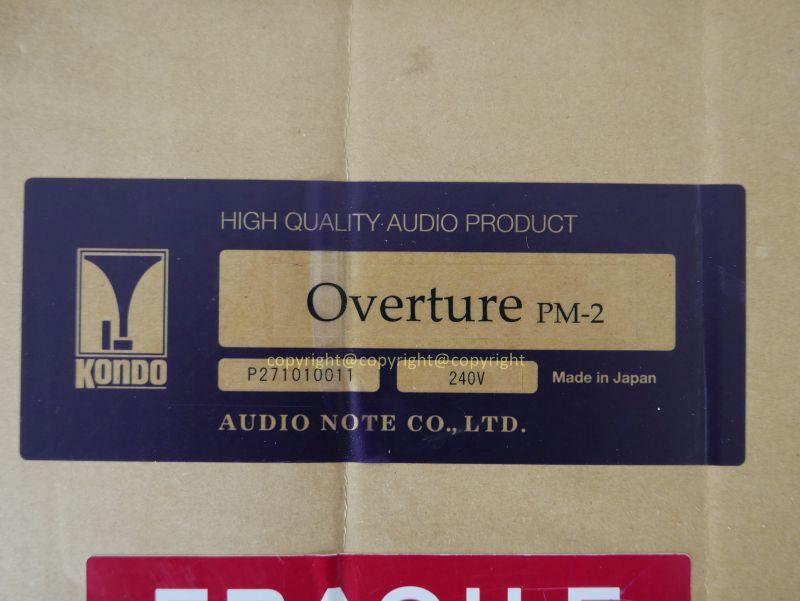 HIGH QUALITY AUDIO PRODUCT
Overture PM-2
copyright@copyright@copyright
KONDO
P271010011
240V
Made in Japan
AUDIO NOTE CO., LTD.
FRAGILE